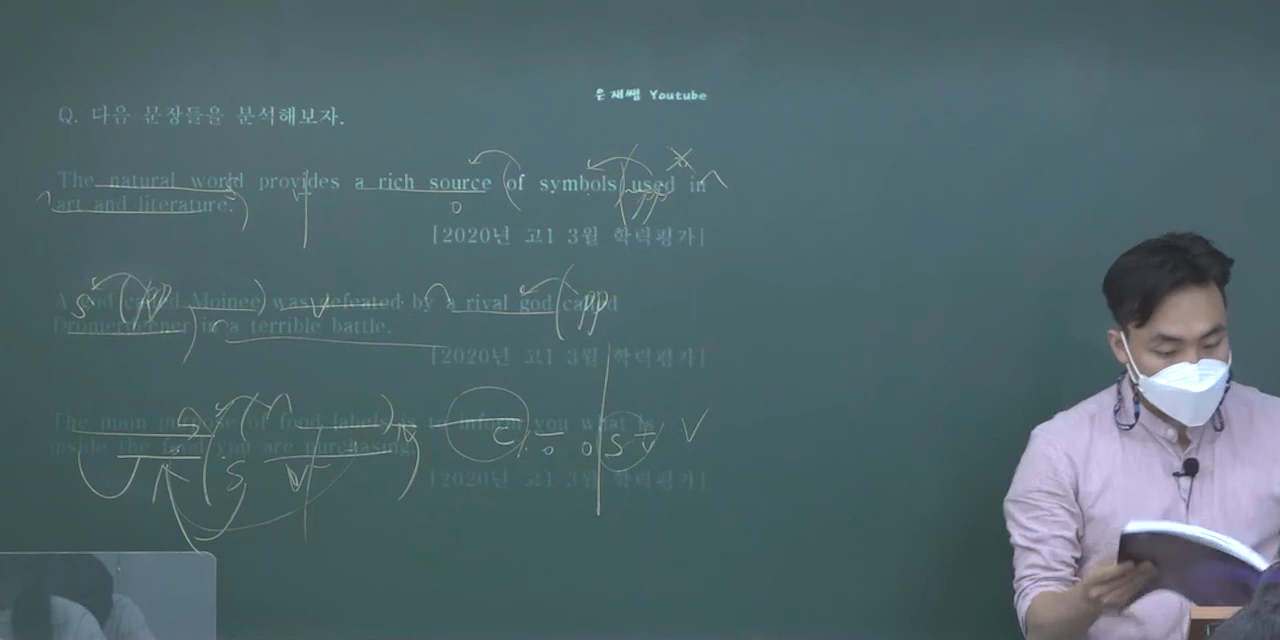 은재쌤 Youtube
Q. 다음 문장들을 분석해보자.
The natural world provides a rich source of symbols used in
art and literature.
[2020년 고1 3월 학력평가]
A god called Moinee was defeated by a rival god called
Dromerdeener in a terrible battle.
[2020년 고1 3월 학력평가]
The main purpose of food labels is to inform you what is
inside the food you are purchasing.
[2020년 고1 3월 학력평가]